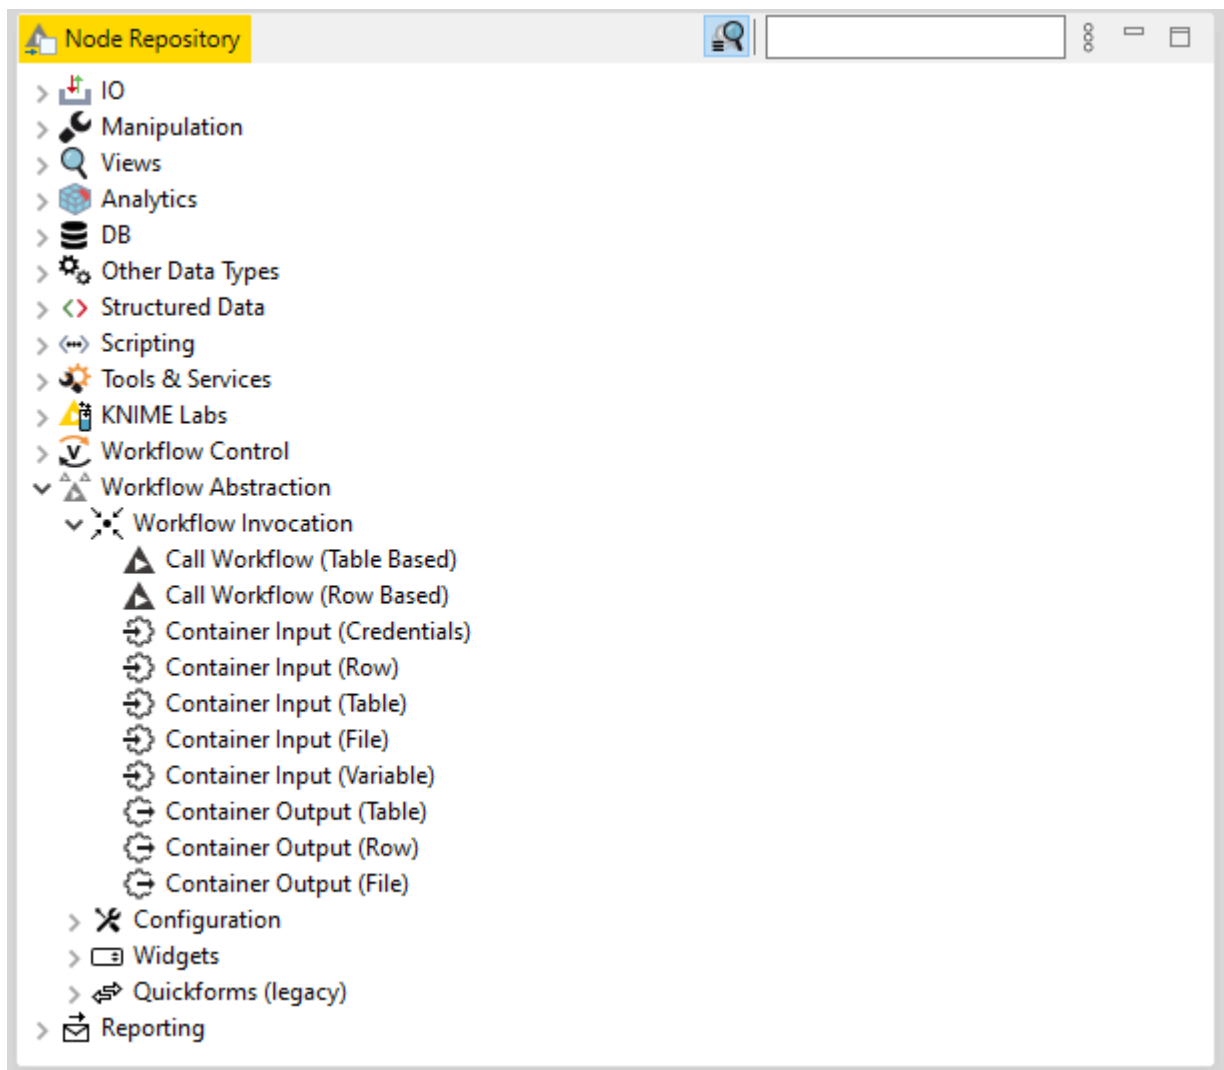 Node Repository
IO
Manipulation
Views
Analytics
DB
Other Data Types
Structured Data
Scripting
Tools & Services
KNIME Labs
Workflow Control
Workflow Abstraction
Workflow Invocation
Call Workflow (Table Based)
Call Workflow (Row Based)
Container Input (Credentials)
Container Input (Row)
Container Input (Table)
Container Input (File)
Container Input (Variable)
Container Output (Table)
Container Output (Row)
Container Output (File)
Configuration
Widgets
Quickforms (legacy)
Reporting